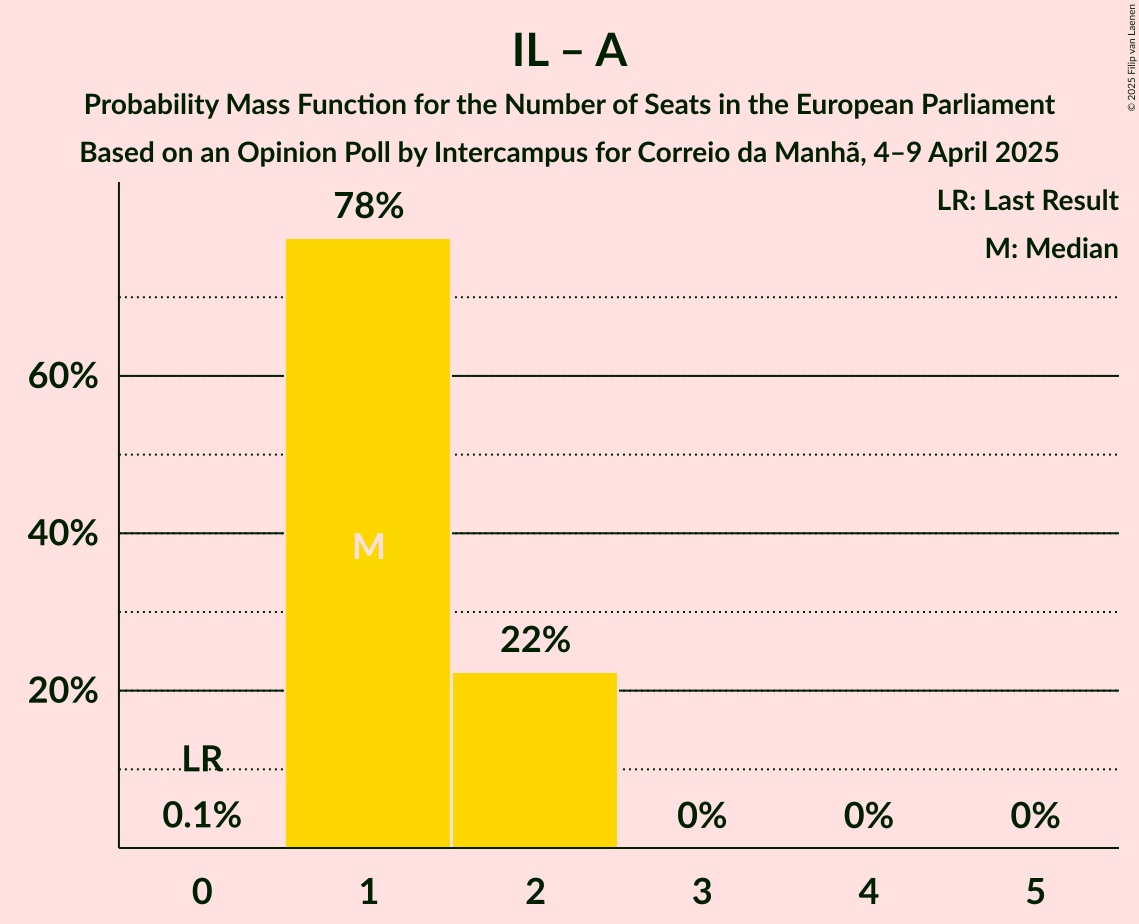 IL – A
Probability Mass Function for the Number of Seats in the European Parliament
Based on an Opinion Poll by Intercampus for Correio da Manhã, 4–9 April 2025
© 2025 Filip van Laenen
LR: Last Result
M: Median
78%
60%
40%
M
22%
20%
LR
0.1%
0%
0%
0%
0
1
2
3
4
5